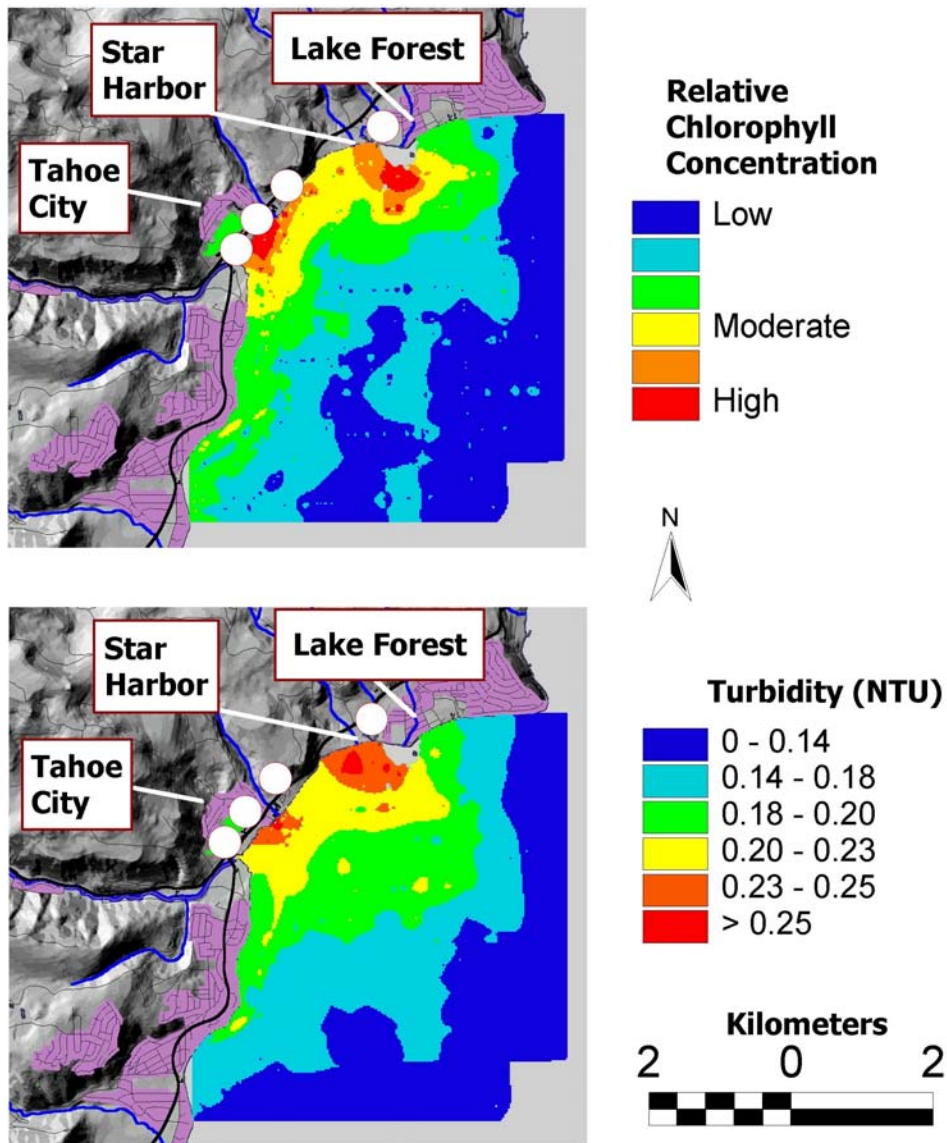 Star
Harbor
Lake Forest
Tahoe
City
Relative
Chlorophyll
Concentration
Low
Moderate
High
N
Star
Harbor
Lake Forest
Tahoe
City
Turbidity (NTU)
0 - 0.14
0.14 - 0.18
0.18 - 0.20
0.20 - 0.23
0.23 - 0.25
> 0.25
Kilometers
2 0 2